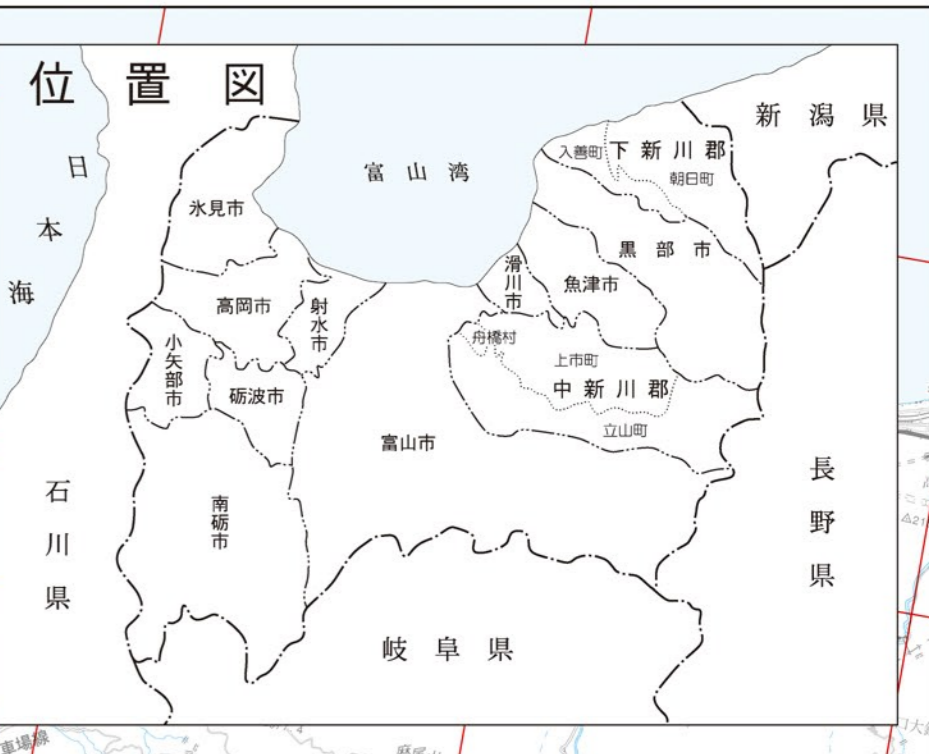 位置図
日本海
富山湾
新潟県
入善町
下新川郡
朝日町
氷見市
黒部市
滑川市
魚津市
高岡市
射水市
舟橋村
上市町
小矢部市
中新川郡
砺波市
立山町
富山市
石川県
南砺市
長野県
岐阜県
車場線